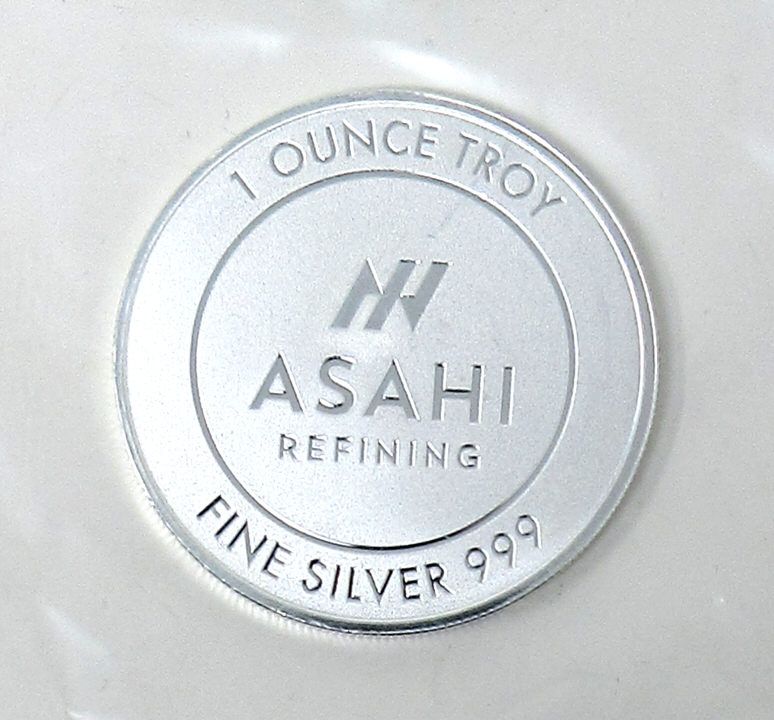 1 OUNCE TROY
ASAHI
REFINING
FINE SILVER 999